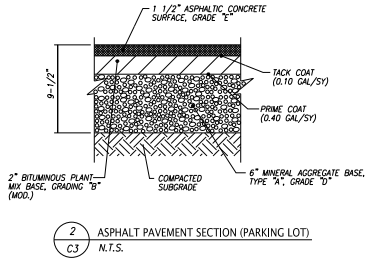 1 1/2" ASPHALTIC CONCRETE
SURFACE, GRADE "E"
9-1/2"
TACK COAT
(0.10 GAL/SY)
PRIME COAT
(0.40 GAL/SY)
2" BITUMINOUS PLANT
MIX BASE, GRADING "B"
(MOD.)
COMPACTED
SUBGRADE
6" MINERAL AGGREGATE BASE,
TYPE "A", GRADE "D"
2
C3
ASPHALT PAVEMENT SECTION (PARKING LOT)
N.T.S.